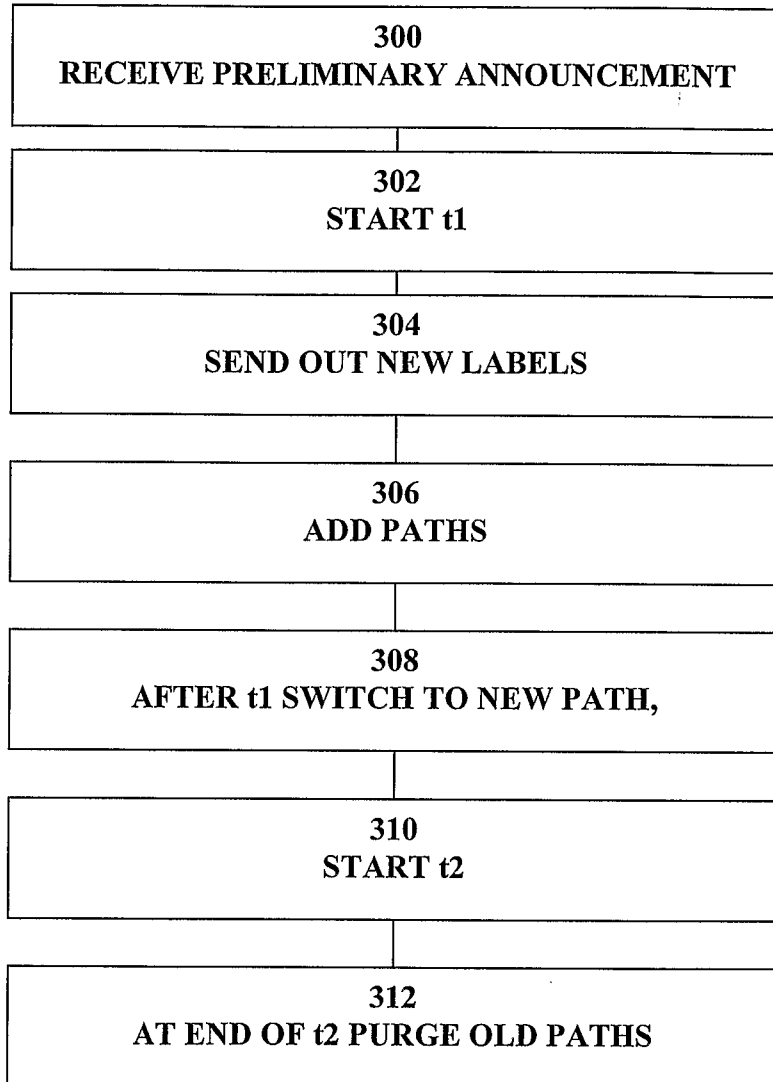 300
RECEIVE PRELIMINARY ANNOUNCEMENT
302
START t1
304
SEND OUT NEW LABELS
306
ADD PATHS
308
AFTER t1 SWITCH TO NEW PATH,
310
START t2
312
AT END OF t2 PURGE OLD PATHS